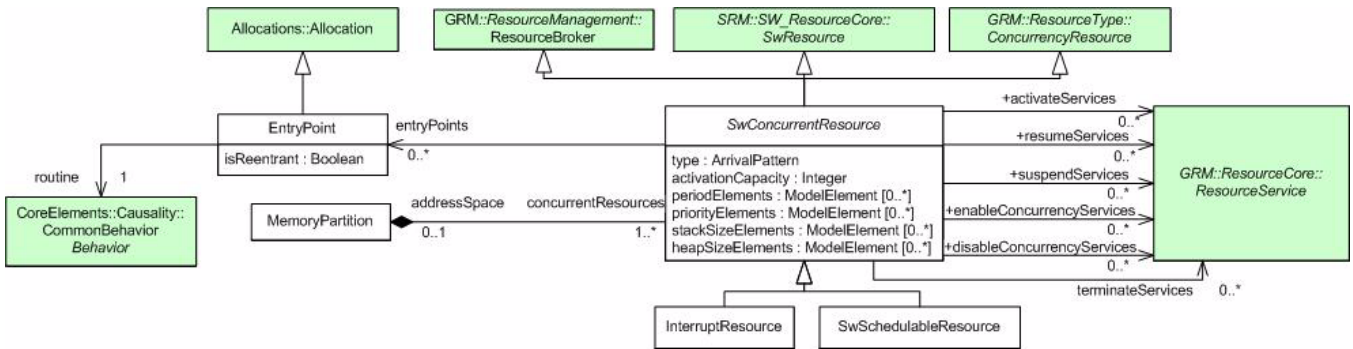 Allocations::Allocation
GRM::ResourceManagement::
ResourceBroker
SRM::SW_ResourceCore::
SwResource
GRM::ResourceType::
ConcurrencyResource
EntryPoint
isReentrant : Boolean
entryPoints
0..*
routine
1
CoreElements::Causality::
CommonBehavior
Behavior
MemoryPartition
addressSpace
0..1
concurrentResources
1..*
SwConcurrentResource
type : ArrivalPattern
activationCapacity : Integer
periodElements : ModelElement [0..*]
priorityElements : ModelElement [0..*]
stackSizeElements : ModelElement [0..*]
heapSizeElements : ModelElement [0..*]
+activateServices
0..*
+resumeServices
0..*
+suspendServices
0..*
+enableConcurrencyServices
0..*
+disableConcurrencyServices
0..*
terminateServices
0..*
GRM::ResourceCore::
ResourceService
InterruptResource
SwSchedulableResource